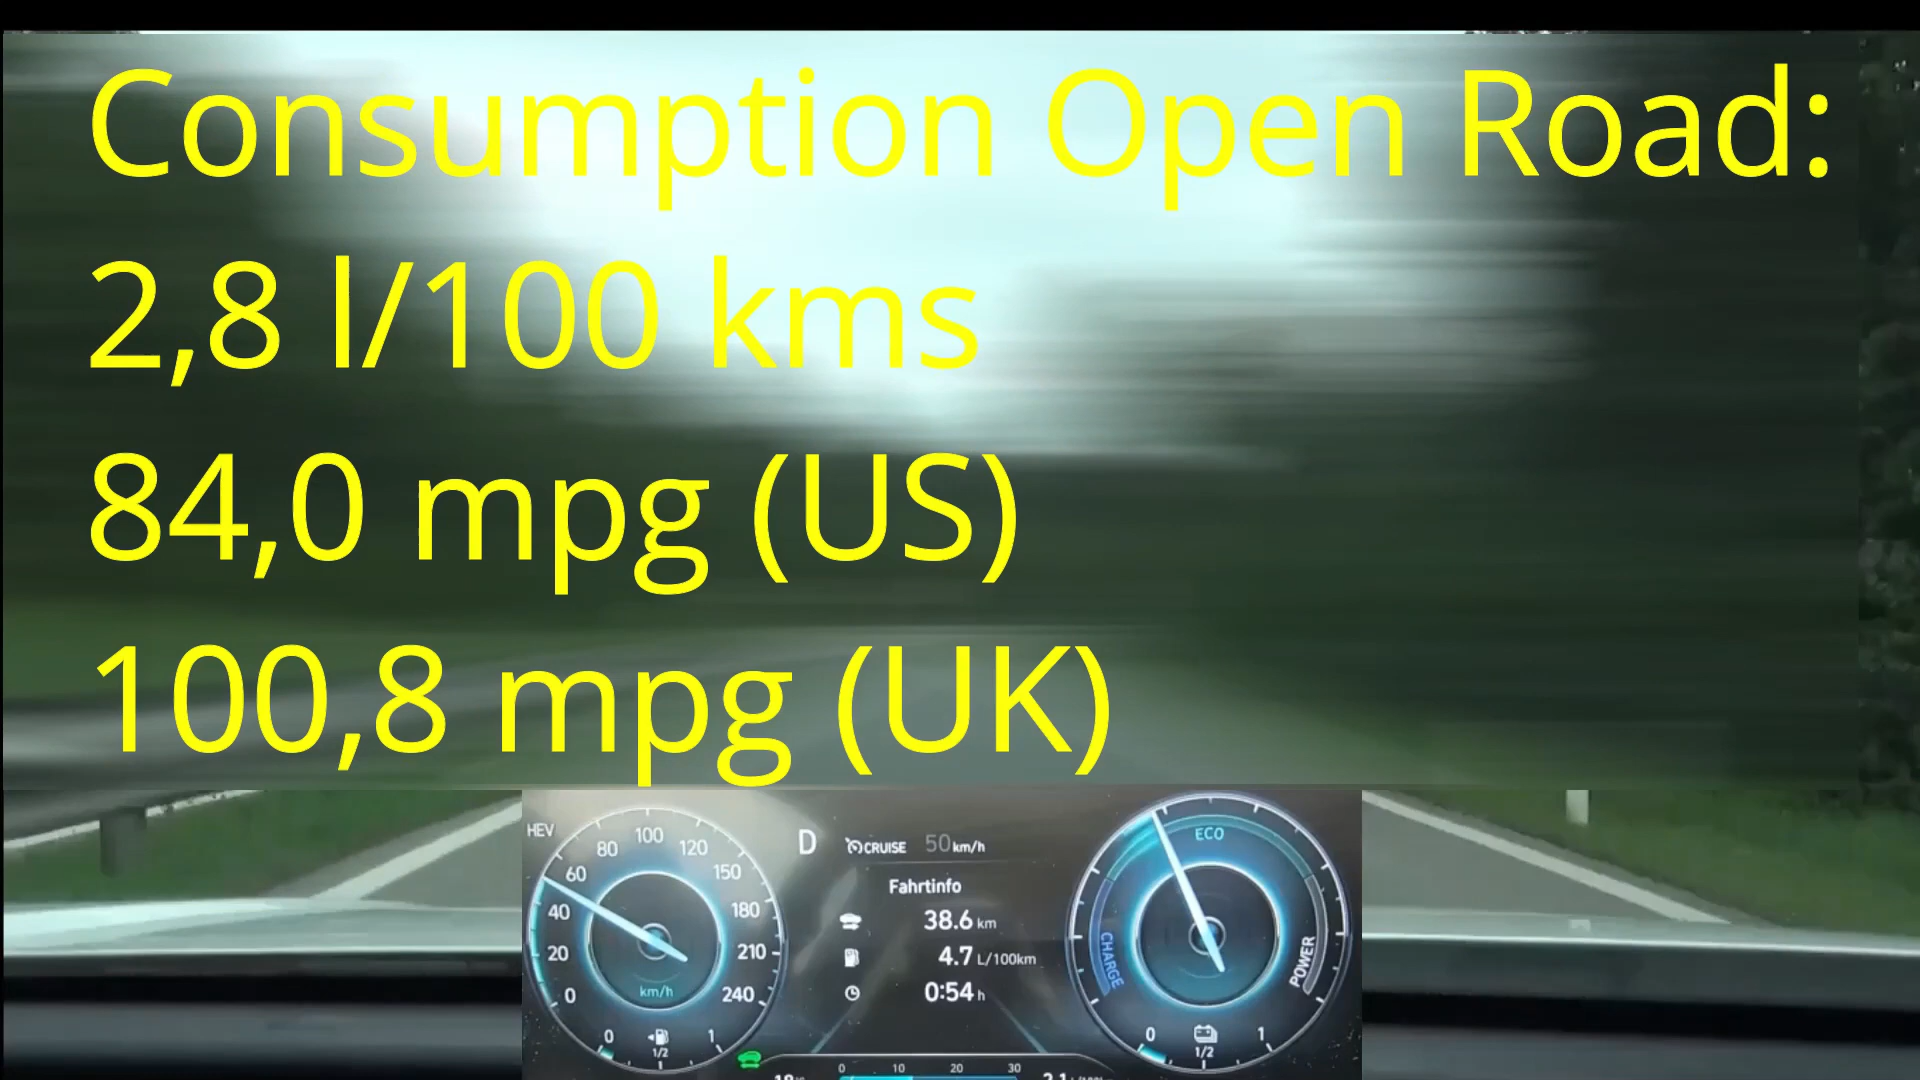 Consumption Open Road:
2,8 l/100 kms
84,0 mpg (US)
100,8 mpg (UK)
HEV
0
20
40
60
80
100
120
150
180
210
240
km/h
0
1/2
1
D
CRUISE 50 km/h
Fahrtinfo
38.6 km
4.7 L/100km
0:54 h
0 10 20 30
ECO
CHARGE
POWER
0
1/2
1